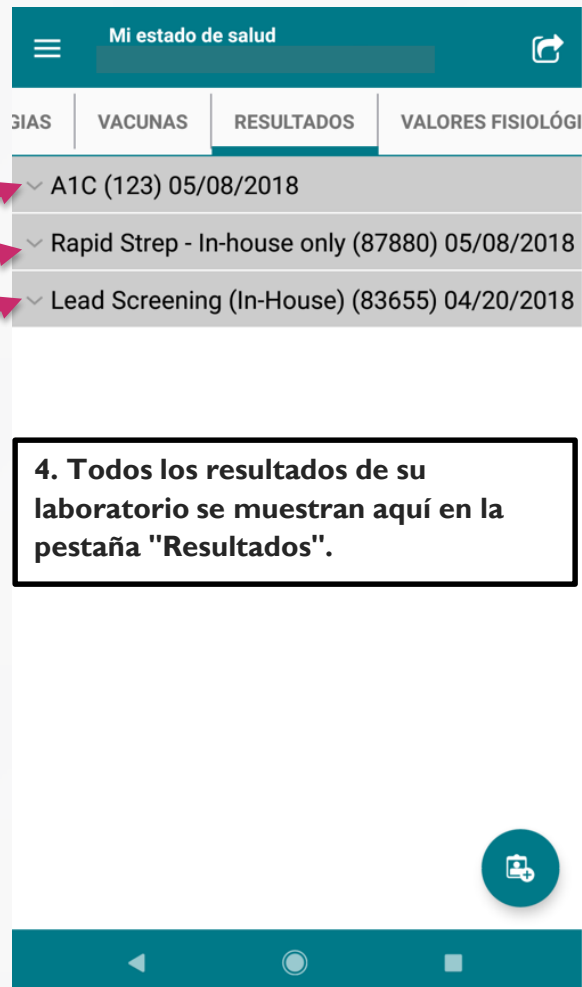 Mi estado de salud
GIAS VACUNAS RESULTADOS VALORES FISIOLÓGI
A1C (123) 05/08/2018
Rapid Strep - In-house only (87880) 05/08/2018
Lead Screening (In-House) (83655) 04/20/2018
4. Todos los resultados de su
laboratorio se muestran aquí en la
pestaña "Resultados".